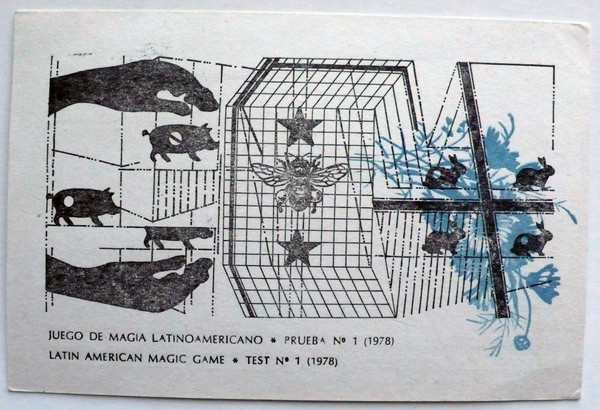 JUEGO DE MAGIA LATINOAMERICANO * PRUEBA Nº 1 (1978)
LATIN AMERICAN MAGIC GAME * TEST Nº 1 (1978)